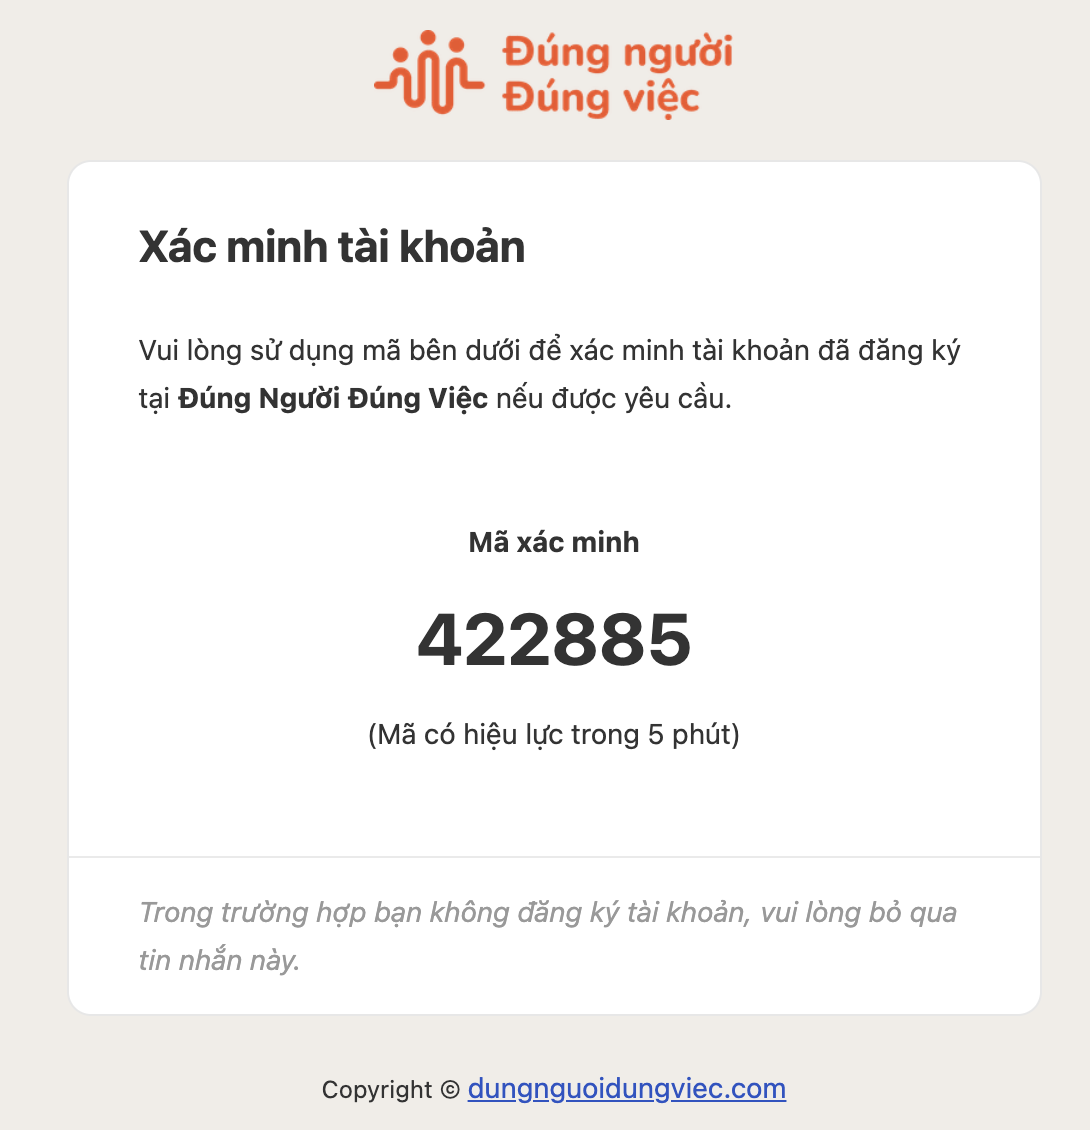 Đúng người
Đúng việc
Xác minh tài khoản
Vui lòng sử dụng mã bên dưới để xác minh tài khoản đã đăng ký
tại Đúng Người Đúng Việc nếu được yêu cầu.
Mã xác minh
422885
(Mã có hiệu lực trong 5 phút)
Trong trường hợp bạn không đăng ký tài khoản, vui lòng bỏ qua
tin nhắn này.
Copyright © dungnguoidungviec.com